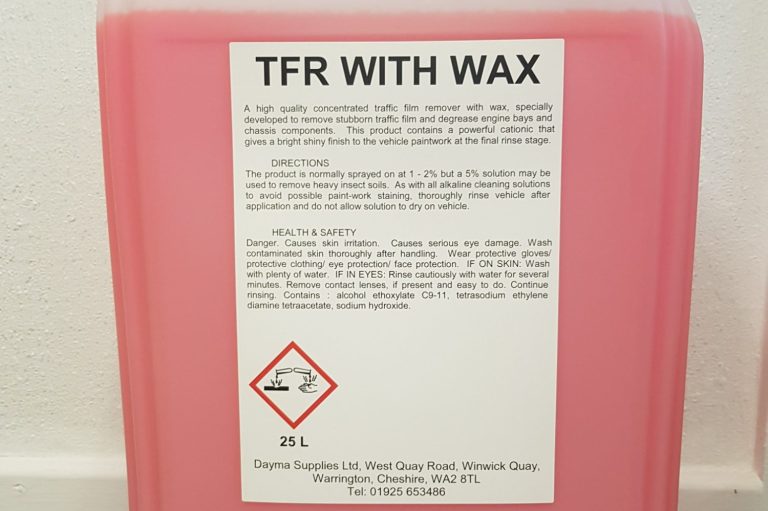 TFR WITH WAX
A high quality concentrated traffic film remover with wax, specially
developed to remove stubborn traffic film and degrease engine bays and
chassis components. This product contains a powerful cationic that
gives a bright shiny finish to the vehicle paintwork at the final rinse stage.
DIRECTIONS
The product is normally sprayed on at 1 - 2% but a 5% solution may be
used to remove heavy insect soils. As with all alkaline cleaning solutions
to avoid possible paint-work staining, thoroughly rinse vehicle after
application and do not allow solution to dry on vehicle.
HEALTH & SAFETY
Danger. Causes skin irritation. Causes serious eye damage. Wash
contaminated skin thoroughly after handling. Wear protective gloves/
protective clothing/ eye protection/ face protection. IF ON SKIN: Wash
with plenty of water. IF IN EYES: Rinse cautiously with water for several
minutes. Remove contact lenses, if present and easy to do. Continue
rinsing. Contains : alcohol ethoxylate C9-11, tetrasodium ethylene
diamine tetraacetate, sodium hydroxide.
25 L
Dayma Supplies Ltd, West Quay Road, Winwick Quay,
Warrington, Cheshire, WA2 8TL
Tel: 01925 653486